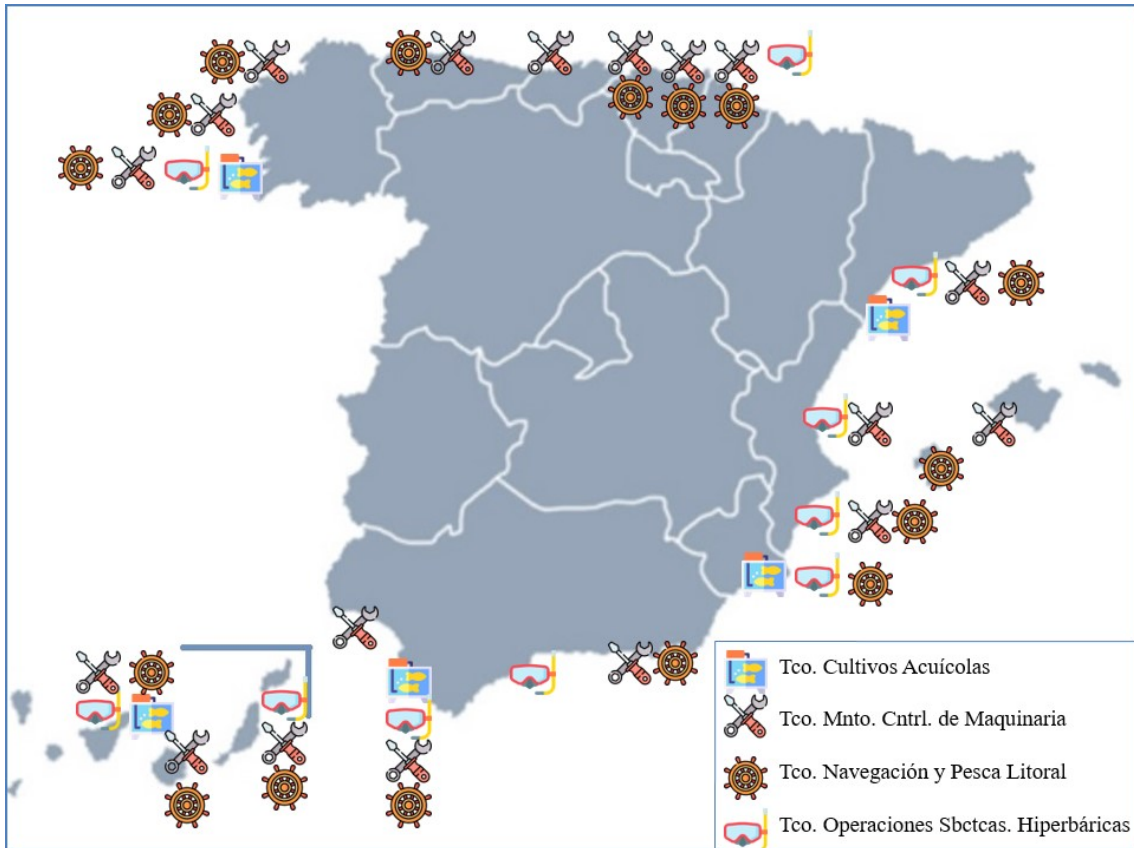 Tco. Cultivos Acuícolas
Tco. Mnto. Cntrl. de Maquinaria
Tco. Navegación y Pesca Litoral
Tco. Operaciones Sbctcas. Hiperbáricas